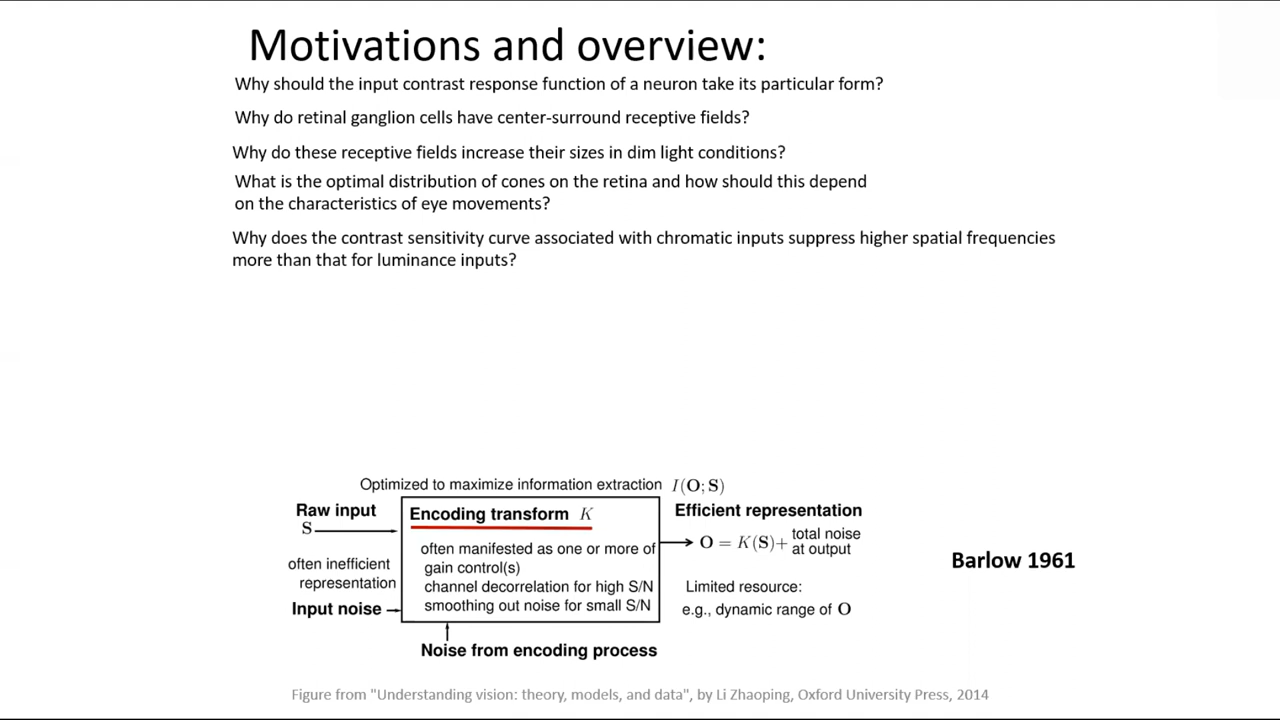 Motivations and overview:
Why should the input contrast response function of a neuron take its particular form?
Why do retinal ganglion cells have center-surround receptive fields?
Why do these receptive fields increase their sizes in dim light conditions?
What is the optimal distribution of cones on the retina and how should this depend
on the characteristics of eye movements?
Why does the contrast sensitivity curve associated with chromatic inputs suppress higher spatial frequencies
more than that for luminance inputs?
Optimized to maximize information extraction I(O; S)
Raw input
S
often inefficient
representation
Input noise
Encoding transform K
often manifested as one or more of
gain control(s)
channel decorrelation for high S/N
smoothing out noise for small S/N
Noise from encoding process
Efficient representation
O = K(S)+ total noise
at output
Limited resource:
e.g., dynamic range of O
Barlow 1961
Figure from "Understanding vision: theory, models, and data", by Li Zhaoping, Oxford University Press, 2014